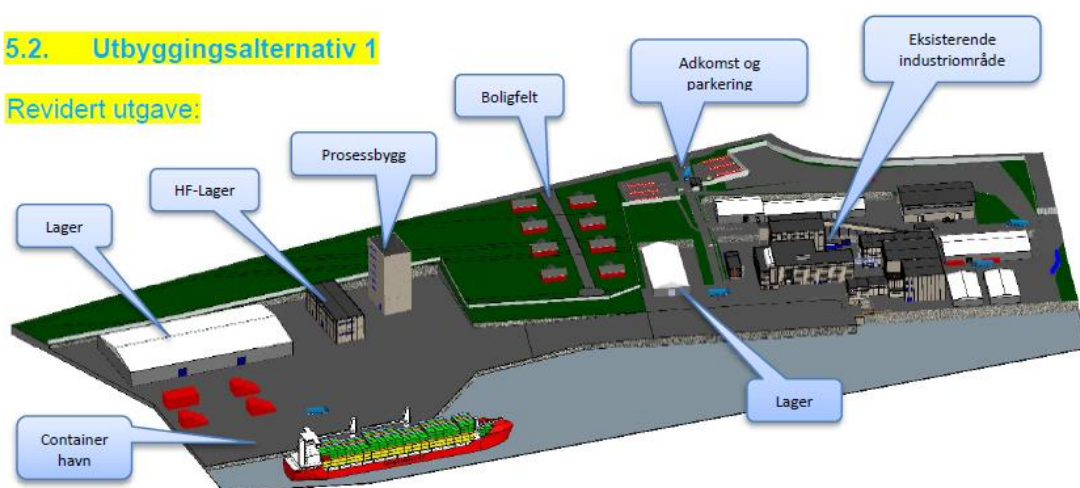 5.2. Utbyggingsalternativ 1
Revidert utgave:
Eksisterende
industriområde
Adkomst og
parkering
Boligfelt
Prosessbygg
HF-Lager
Lager
Lager
Container
havn